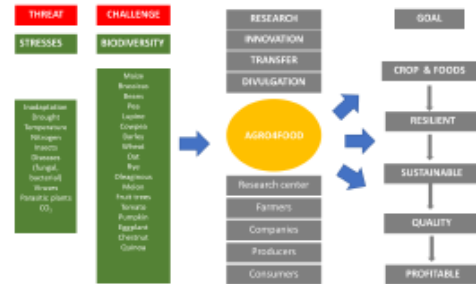 THREAT
STRESSES
Inadaptation
Drought
Temperature
Nitrogen
Insects
Diseases
(fungal,
bacterial)
Viruses
Parasitic plants
CO₂
CHALLENGE
BIODIVERSITY
Maize
Brassicas
Beans
Pea
Lupine
Cowpea
Barley
Wheat
Oat
Rye
Oleaginous
Melon
Fruit trees
Tomato
Pumpkin
Eggplant
Chestnut
Quinoa
RESEARCH
INNOVATION
TRANSFER
DIVULGATION
AGRO4FOOD
Research center
Farmers
Companies
Producers
Consumers
GOAL
CROP & FOODS
RESILIENT
SUSTAINABLE
QUALITY
PROFITABLE